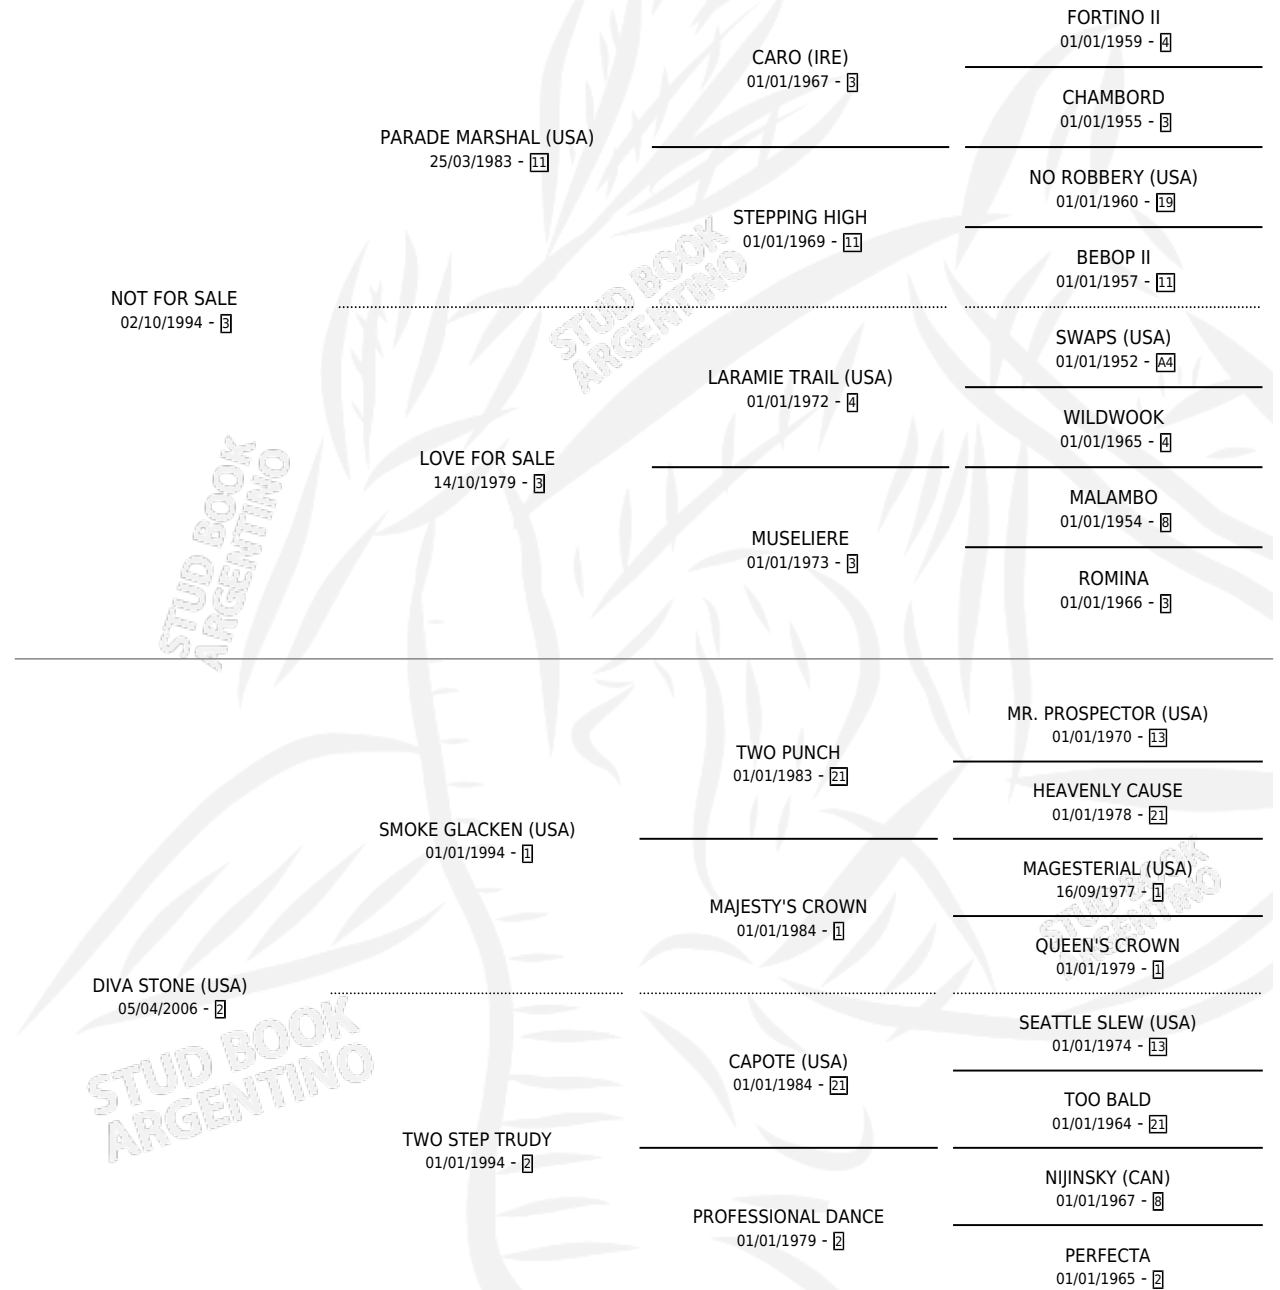 FORTINO II
01/01/1959 - 4
CARO (IRE)
01/01/1967 - 3
CHAMBORD
01/01/1955 - 3
PARADE MARSHAL (USA)
25/03/1983 - 11
NO ROBBERY (USA)
01/01/1960 - 19
STEPPING HIGH
01/01/1969 - 11
BEBOP II
01/01/1957 - 11
NOT FOR SALE
02/10/1994 - 3
STUD BOOK
ARGENTINO
SWAPS (USA)
01/01/1952 - A4
LARAMIE TRAIL (USA)
01/01/1972 - 4
WILDWOOK
01/01/1965 - 4
LOVE FOR SALE
14/10/1979 - 3
MALAMBO
01/01/1954 - 8
MUSELIERE
01/01/1973 - 3
ROMINA
01/01/1966 - 3
STUD BOOK
ARGENTINO
MR. PROSPECTOR (USA)
01/01/1970 - 13
TWO PUNCH
01/01/1983 - 21
HEAVENLY CAUSE
01/01/1978 - 21
SMOKE GLACKEN (USA)
01/01/1994 - 1
MAGESTERIAL (USA)
16/09/1977 - 1
MAJESTY'S CROWN
01/01/1984 - 1
STUD BOOK
ARGENTINO
QUEEN'S CROWN
01/01/1979 - 1
DIVA STONE (USA)
05/04/2006 - 2
SEATTLE SLEW (USA)
01/01/1974 - 13
STUD BOOK
ARGENTINO
CAPOTE (USA)
01/01/1984 - 21
TOO BALD
01/01/1964 - 21
TWO STEP TRUDY
01/01/1994 - 2
NIJINSKY (CAN)
01/01/1967 - 8
PROFESSIONAL DANCE
01/01/1979 - 2
PERFECTA
01/01/1965 - 2